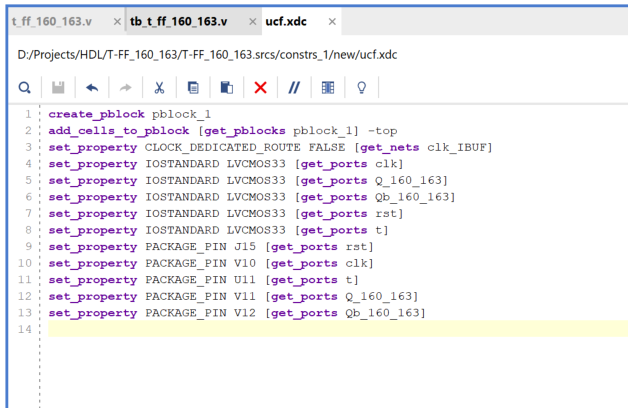 t_ff_160_163.v × tb_t_ff_160_163.v × ucf.xdc ×
D:/Projects/HDL/T-FF_160_163/T-FF_160_163.srcs/constrs_1/new/ucf.xdc
1 create_pblock pblock_1
2 add_cells_to_pblock [get_pblocks pblock_1] -top
3 set_property CLOCK_DEDICATED_ROUTE FALSE [get_nets clk_IBUF]
4 set_property IOSTANDARD LVCMOS33 [get_ports clk]
5 set_property IOSTANDARD LVCMOS33 [get_ports Q_160_163]
6 set_property IOSTANDARD LVCMOS33 [get_ports Qb_160_163]
7 set_property IOSTANDARD LVCMOS33 [get_ports rst]
8 set_property IOSTANDARD LVCMOS33 [get_ports t]
9 set_property PACKAGE_PIN J15 [get_ports rst]
10 set_property PACKAGE_PIN V10 [get_ports clk]
11 set_property PACKAGE_PIN U11 [get_ports t]
12 set_property PACKAGE_PIN V11 [get_ports Q_160_163]
13 set_property PACKAGE_PIN V12 [get_ports Qb_160_163]
14